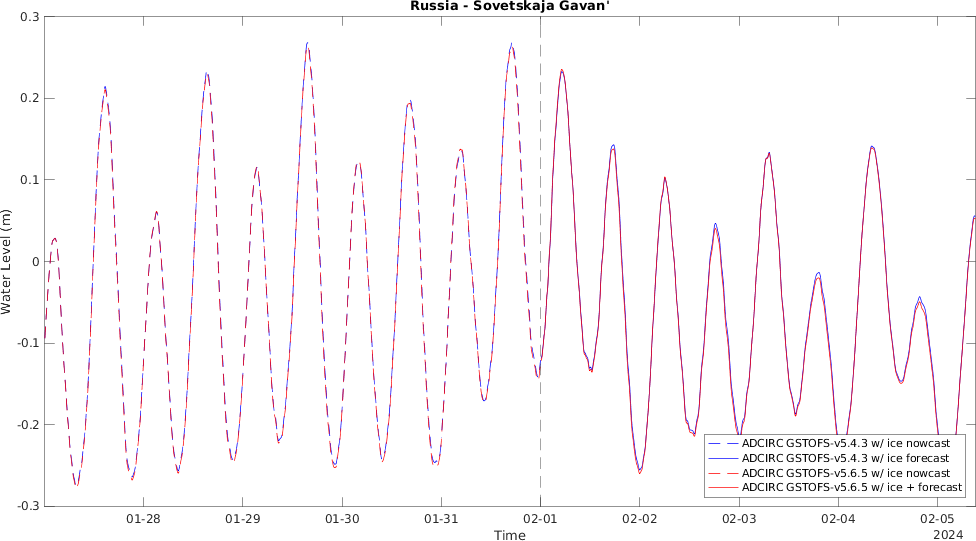 Russia - Sovetskaja Gavan'
0.3
0.2
0.1
0
-0.1
-0.2
-0.3
Water Level (m)
01-28
01-29
01-30
01-31
02-01
02-02
02-03
02-04
02-05
2024
Time
ADCIRC GSTOFS-v5.4.3 w/ ice nowcast
ADCIRC GSTOFS-v5.4.3 w/ ice forecast
ADCIRC GSTOFS-v5.6.5 w/ ice nowcast
ADCIRC GSTOFS-v5.6.5 w/ ice + forecast